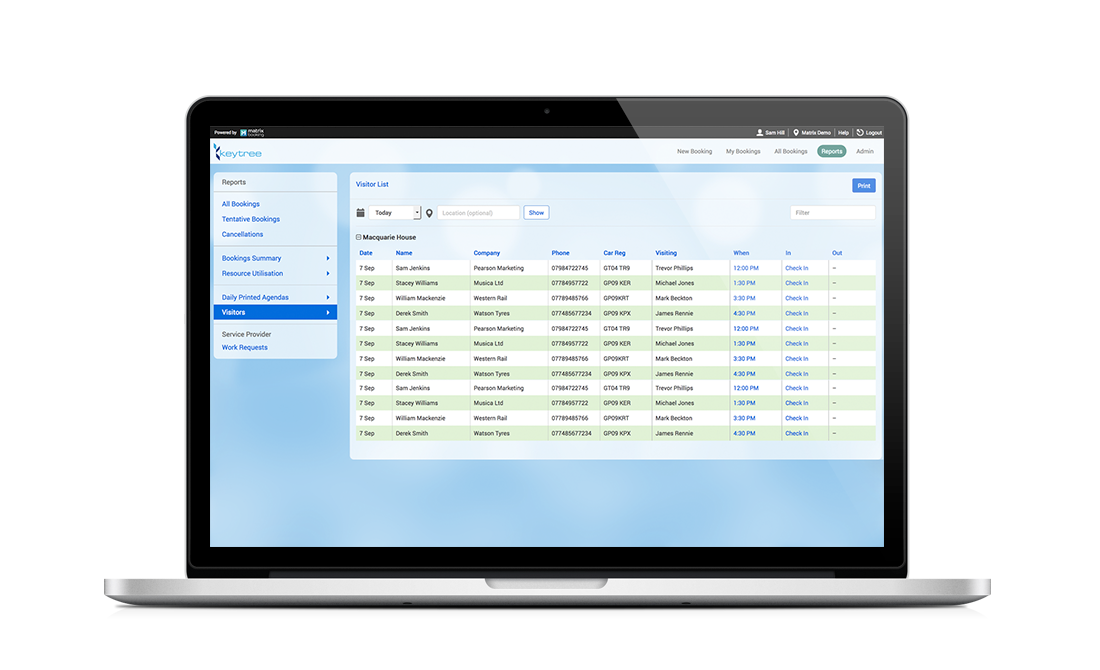 Powered by matrix booking Sam Hill Matrix Demo Help Logout
keytree New Booking My Bookings All Bookings Reports Admin
Reports
All Bookings
Tentative Bookings
Cancellations
Bookings Summary
Resource Utilisation
Daily Printed Agendas
Visitors
Service Provider
Work Requests
Visitor List Print
Today Location (optional) Show Filter
Macquarie House
Date Name Company Phone Car Reg Visiting When In Out
7 Sep Sam Jenkins Pearson Marketing 07984722745 GT04 TR9 Trevor Phillips 12:00 PM Check In –
7 Sep Stacey Williams Musica Ltd 07784957722 GP09 KER Michael Jones 1:30 PM Check In –
7 Sep William Mackenzie Western Rail 07789485766 GP09KRT Mark Beckton 3:30 PM Check In –
7 Sep Derek Smith Watson Tyres 077485677234 GP09 KPX James Rennie 4:30 PM Check In –
7 Sep Sam Jenkins Pearson Marketing 07984722745 GT04 TR9 Trevor Phillips 12:00 PM Check In –
7 Sep Stacey Williams Musica Ltd 07784957722 GP09 KER Michael Jones 1:30 PM Check In –
7 Sep William Mackenzie Western Rail 07789485766 GP09KRT Mark Beckton 3:30 PM Check In –
7 Sep Derek Smith Watson Tyres 077485677234 GP09 KPX James Rennie 4:30 PM Check In –
7 Sep Sam Jenkins Pearson Marketing 07984722745 GT04 TR9 Trevor Phillips 12:00 PM Check In –
7 Sep Stacey Williams Musica Ltd 07784957722 GP09 KER Michael Jones 1:30 PM Check In –
7 Sep William Mackenzie Western Rail 07789485766 GP09KRT Mark Beckton 3:30 PM Check In –
7 Sep Derek Smith Watson Tyres 077485677234 GP09 KPX James Rennie 4:30 PM Check In –